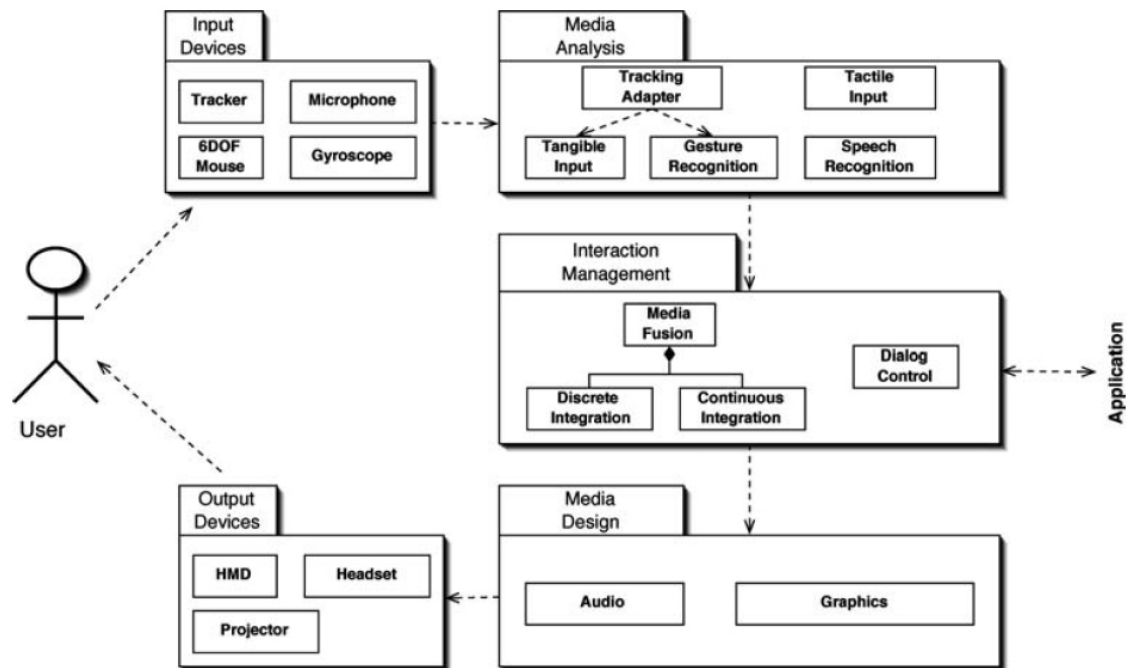 Input
Devices
Tracker
Microphone
6DOF
Mouse
Gyroscope
Media
Analysis
Tracking
Adapter
Tactile
Input
Tangible
Input
Gesture
Recognition
Speech
Recognition
User
Interaction
Management
Media
Fusion
Discrete
Integration
Continuous
Integration
Dialog
Control
Application
Output
Devices
HMD
Headset
Projector
Media
Design
Audio
Graphics